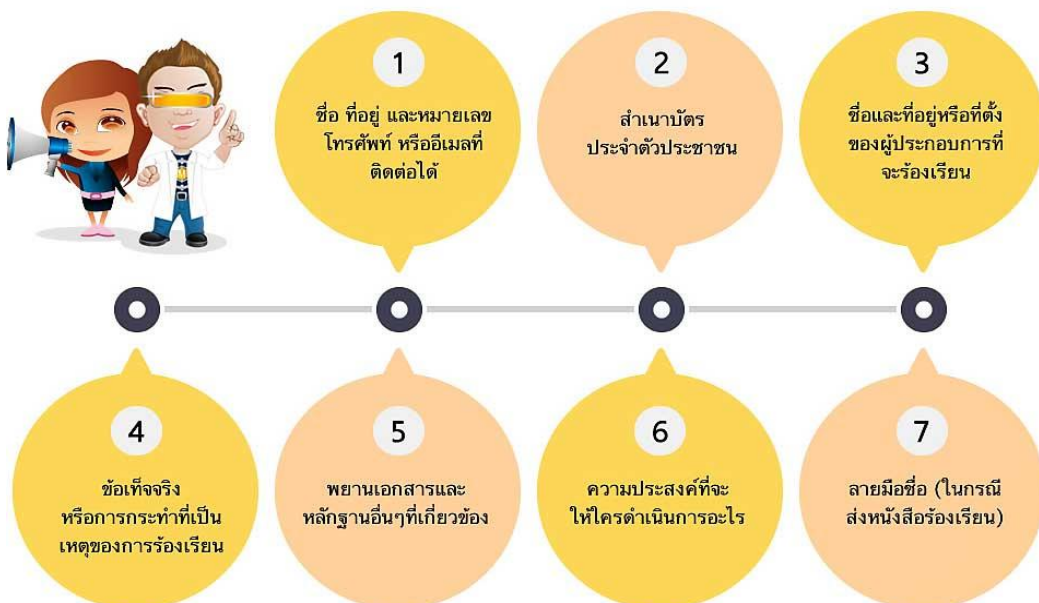 1
ชื่อ ที่อยู่ และหมายเลข
โทรศัพท์ หรืออีเมลที่
ติดต่อได้
2
สำเนาบัตร
ประจำตัวประชาชน
3
ชื่อและที่อยู่หรือที่ตั้ง
ของผู้ประกอบการที่
จะร้องเรียน
4
ข้อเท็จจริง
หรือการกระทำที่เป็น
เหตุของการร้องเรียน
5
พยานเอกสารและ
หลักฐานอื่นๆที่เกี่ยวข้อง
6
ความประสงค์ที่จะ
ให้ใครดำเนินการอะไร
7
ลายมือชื่อ (ในกรณี
ส่งหนังสือร้องเรียน)